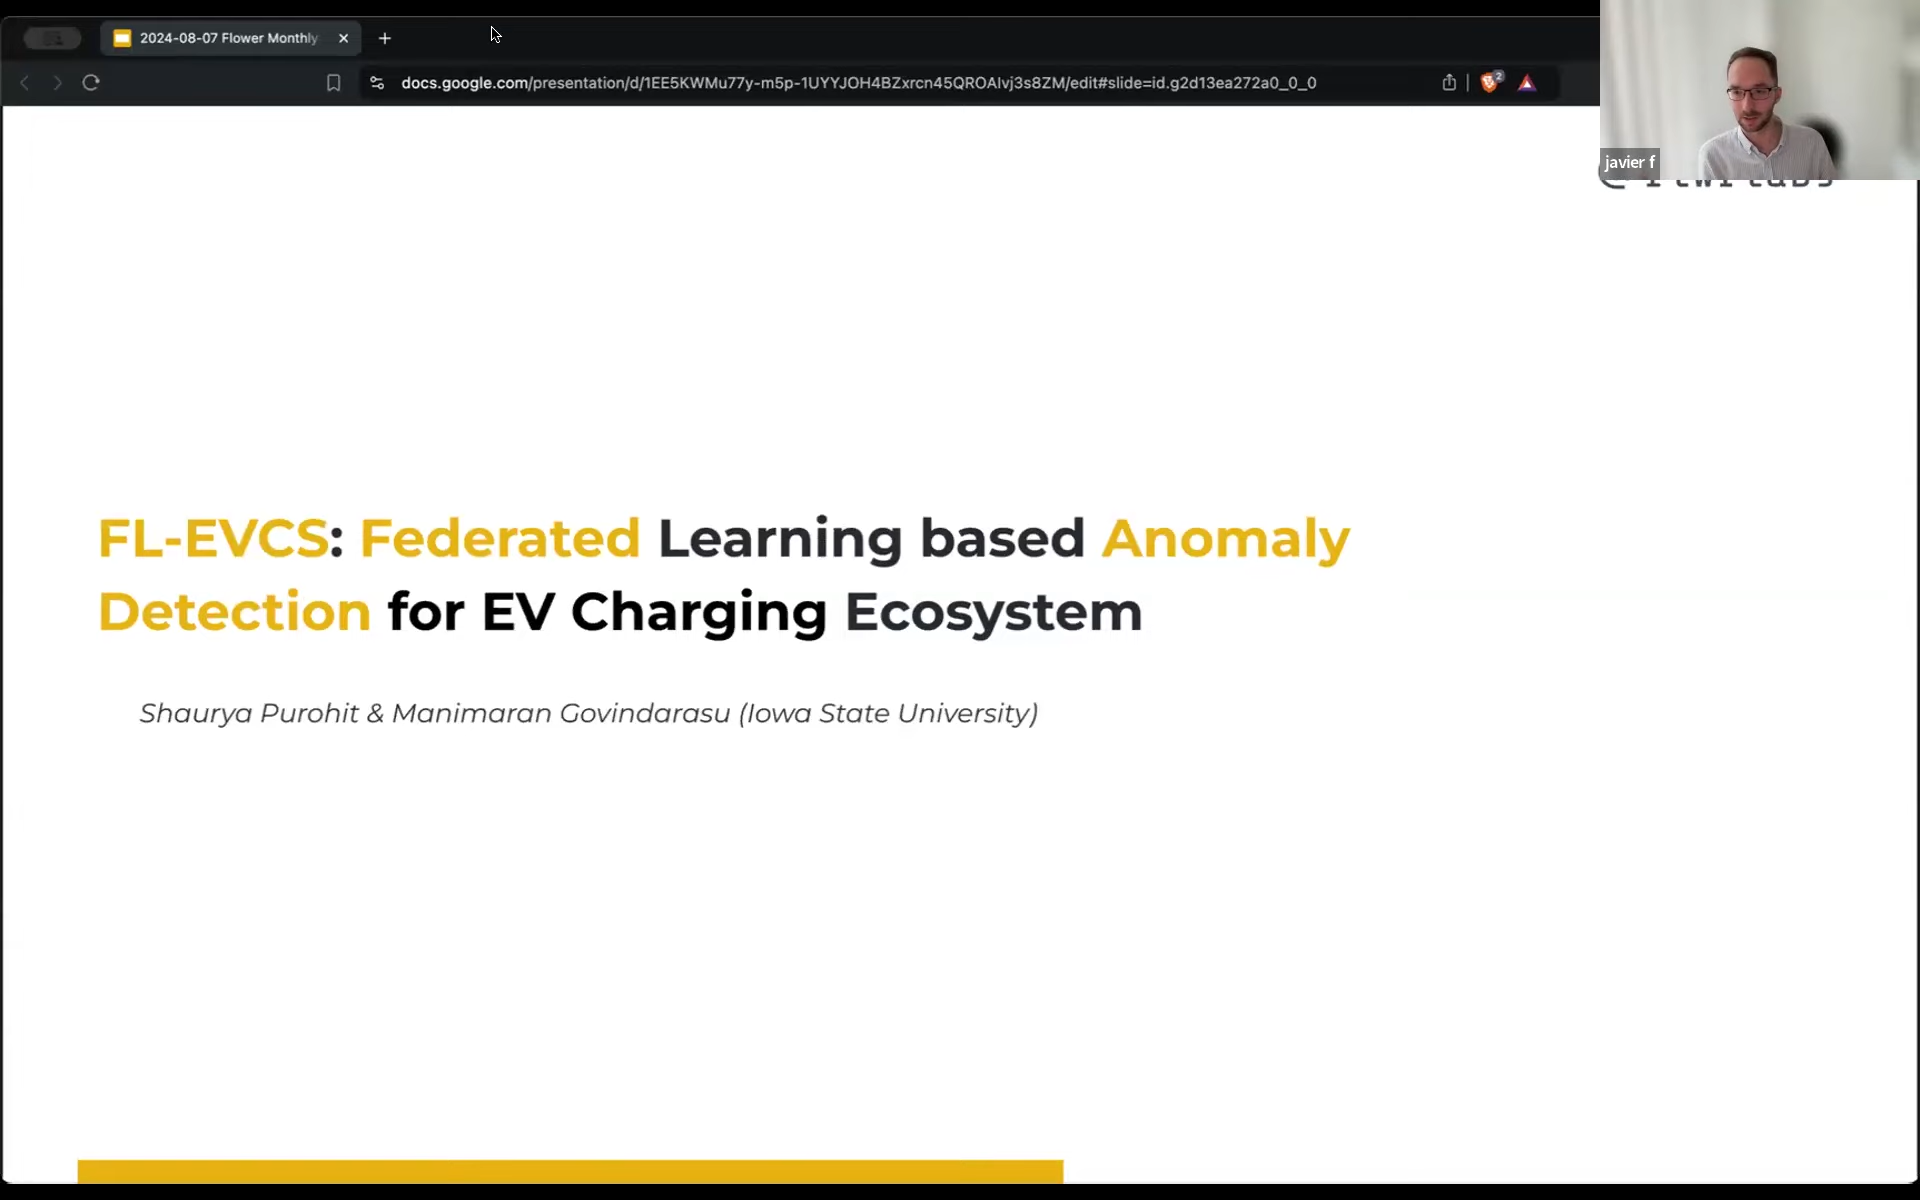 2024-08-07 Flower Monthly
docs.google.com/presentation/d/1EE5KWMu77y-m5p-1UYYJOH4BZxrcn45QROAIvj3s8ZM/edit#slide=id.g2d13ea272a0_0_0
2
javier f
FL-EVCS: Federated Learning based Anomaly
Detection for EV Charging Ecosystem
Shaurya Purohit & Manimaran Govindarasu (Iowa State University)